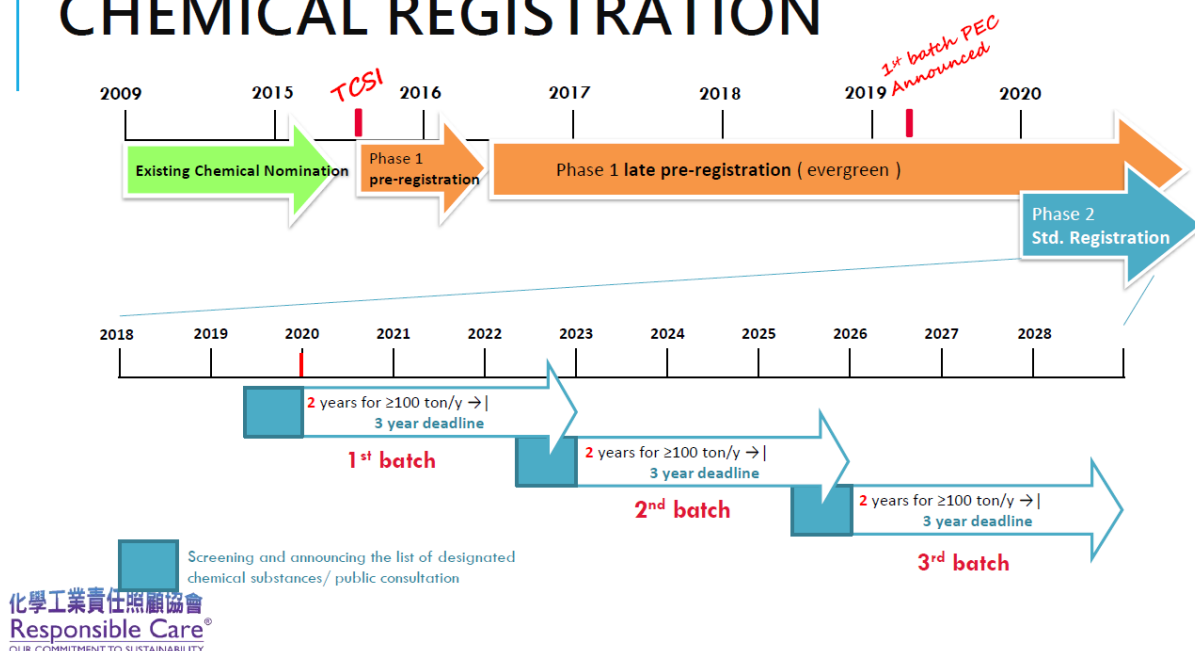 CHEMICAL REGISTRATION
TCSI
1st batch PEC
Announced
2009 2015 2016 2017 2018 2019 2020
Existing Chemical Nomination
Phase 1
pre-registration
Phase 1 late pre-registration ( evergreen )
Phase 2
Std. Registration
2018 2019 2020 2021 2022 2023 2024 2025 2026 2027 2028
2 years for ≥100 ton/y →|
3 year deadline
1st batch
2 years for ≥100 ton/y →|
3 year deadline
2nd batch
2 years for ≥100 ton/y →|
3 year deadline
3rd batch
Screening and announcing the list of designated
chemical substances/ public consultation
化學工業責任照顧協會
Responsible Care®
OUR COMMITMENT TO SUSTAINABILITY